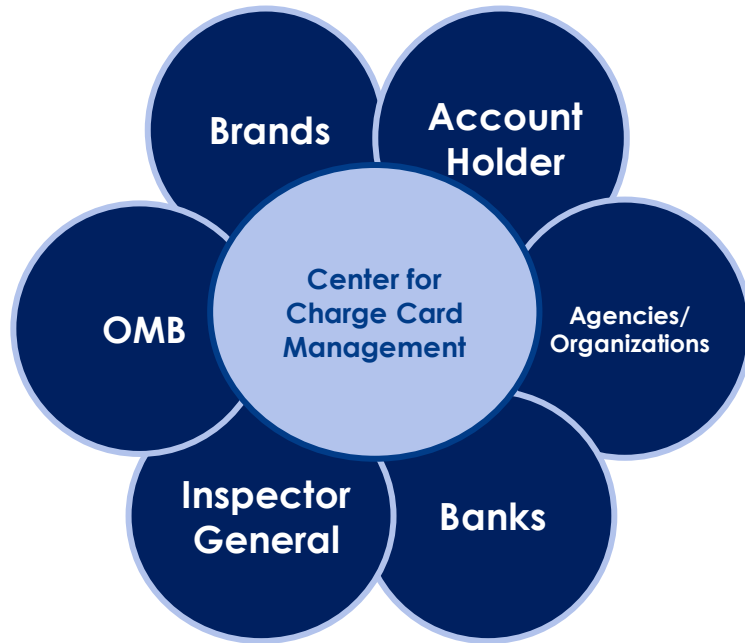 Brands
Account
Holder
Center for
Charge Card
Management
OMB
Agencies/
Organizations
Inspector
General
Banks